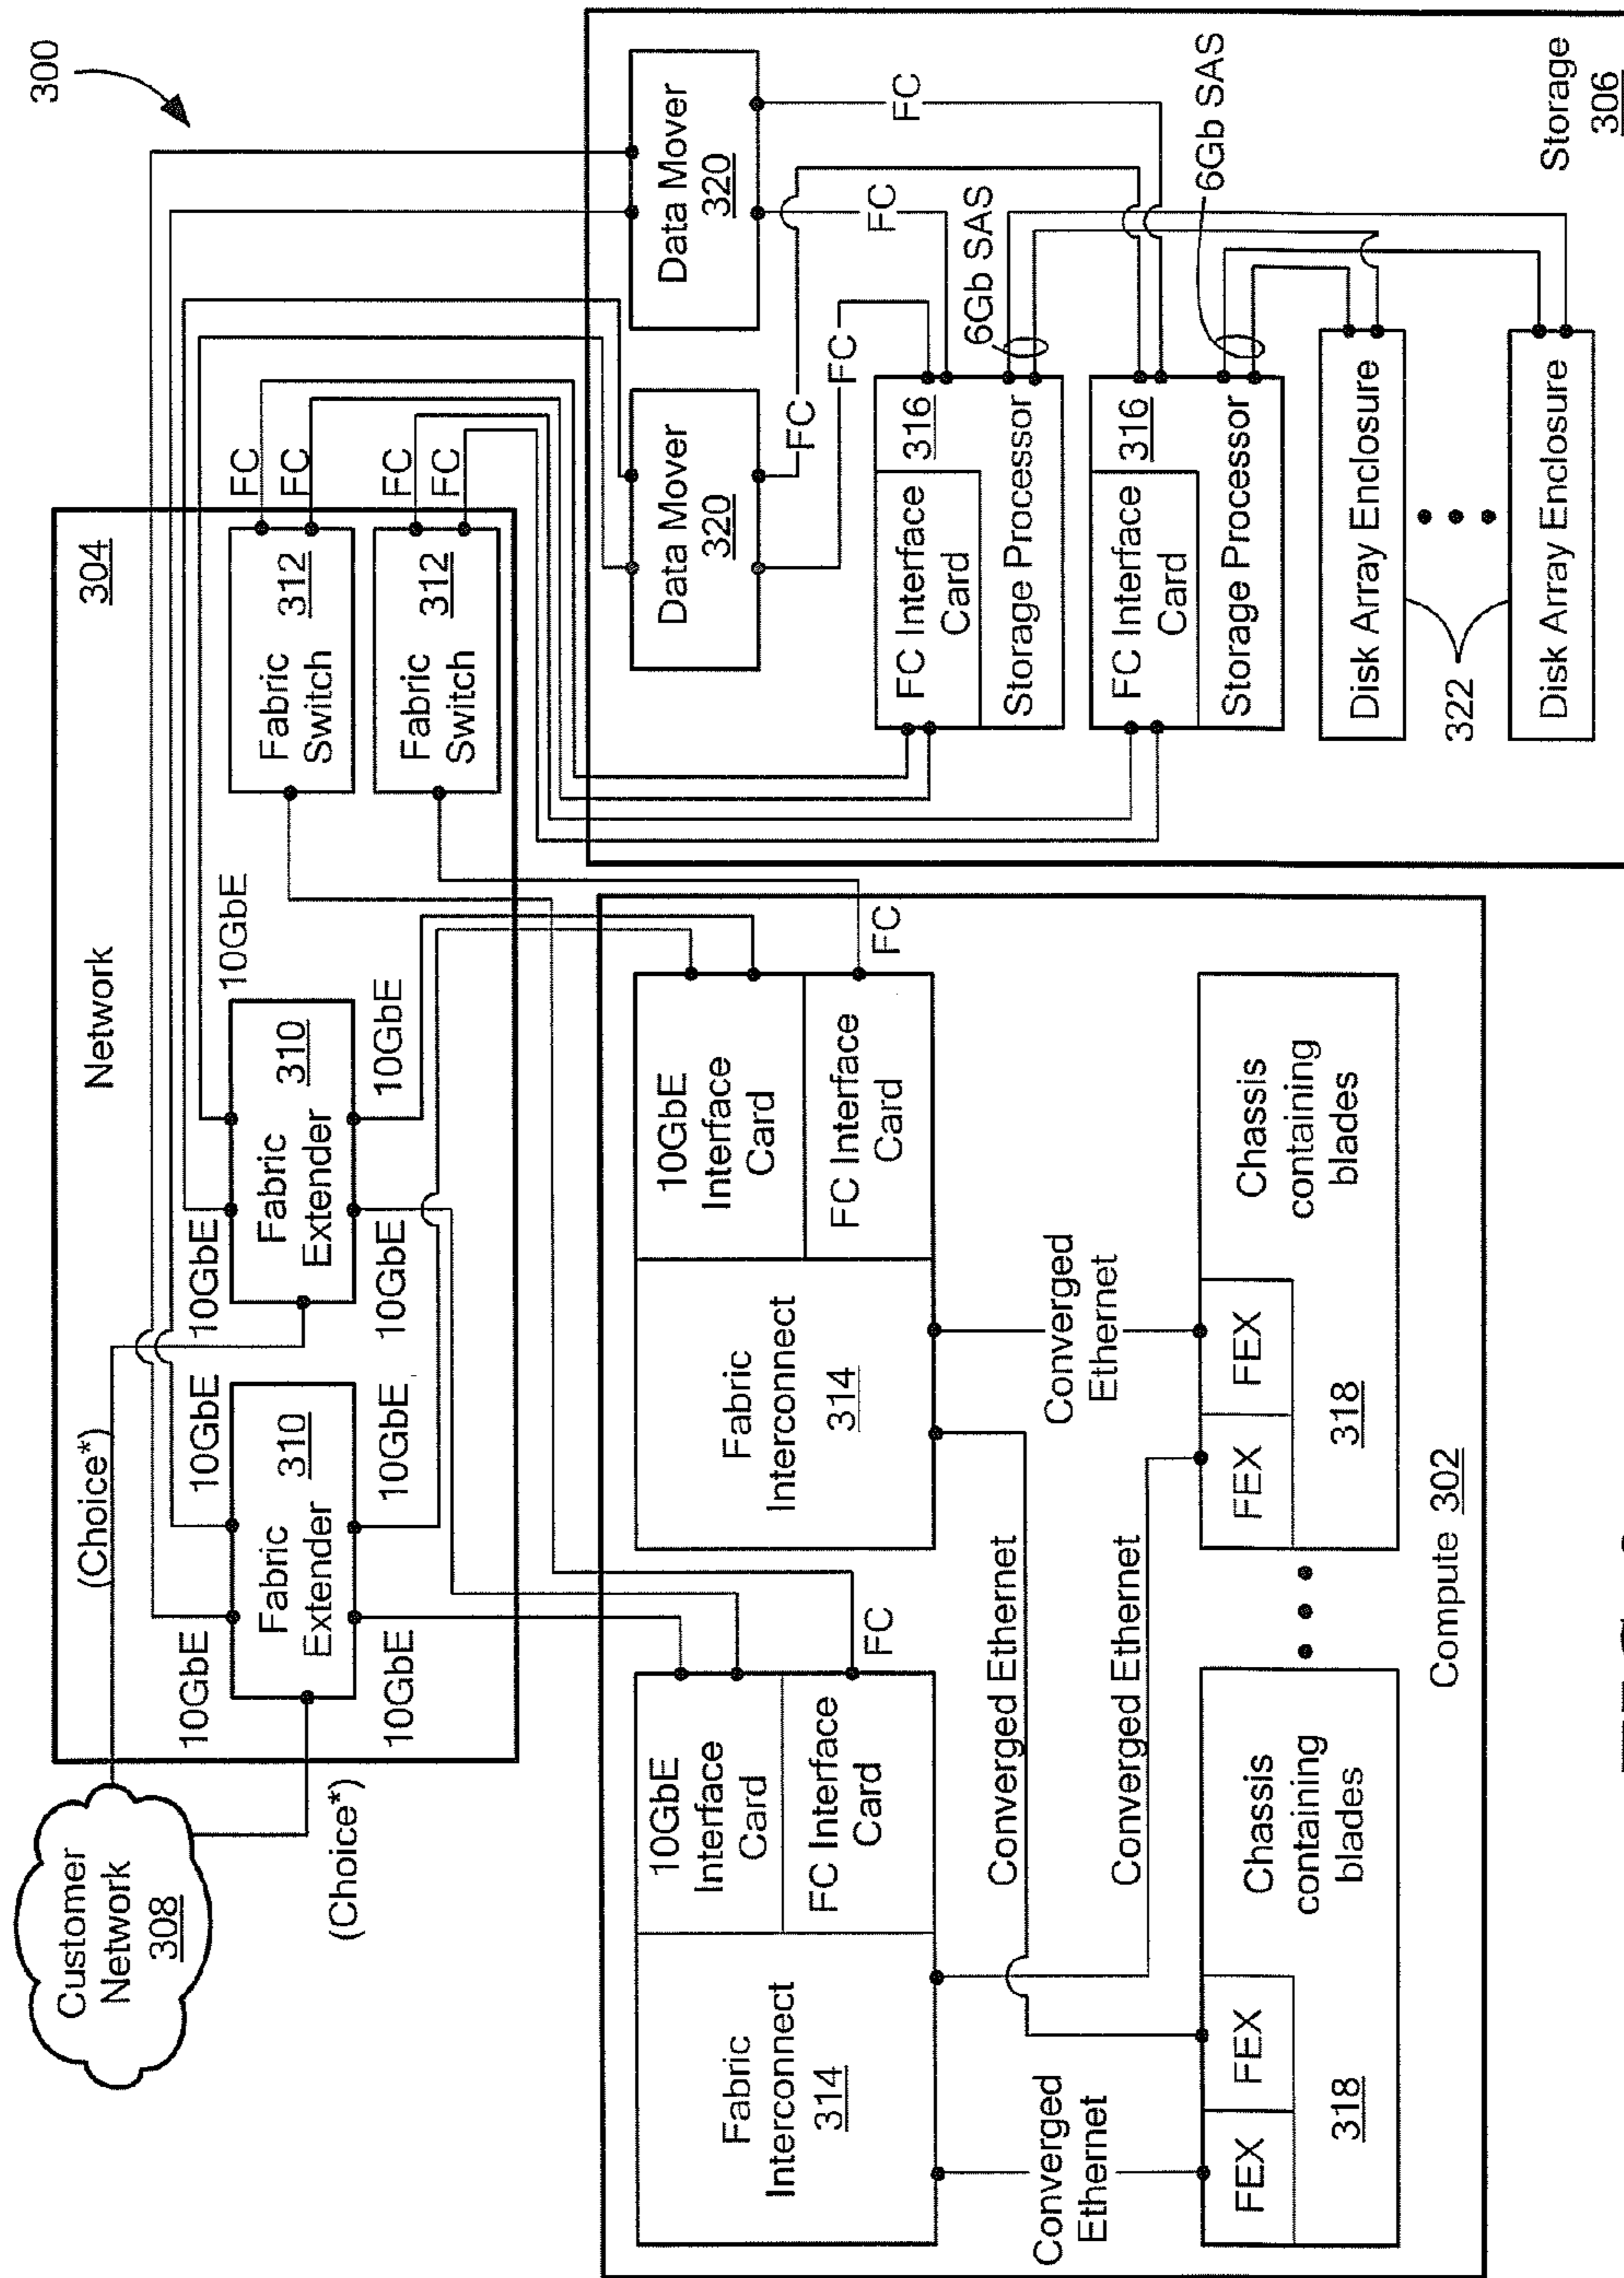 300
Customer
Network
308
(Choice*)
(Choice*)
Network
304
10GbE
10GbE
10GbE
10GbE
10GbE
Fabric
Extender
310
Fabric
Extender
310
10GbE
10GbE
10GbE
10GbE
Fabric
Switch
312
Fabric
Switch
312
FC
FC
FC
FC
10GbE
Interface
Card
FC Interface
Card
Fabric
Interconnect
314
FC
10GbE
Interface
Card
FC Interface
Card
Fabric
Interconnect
314
FC
Converged
Ethernet
Converged Ethernet
Converged Ethernet
Converged
Ethernet
FEX
FEX
318
Chassis
containing
blades
FEX
FEX
318
Chassis
containing
blades
Compute 302
Data Mover
320
Data Mover
320
FC
FC
FC
FC
FC Interface
Card
316
Storage Processor
6Gb SAS
FC Interface
Card
316
Storage Processor
6Gb SAS
Disk Array Enclosure
322
Disk Array Enclosure
Storage
306